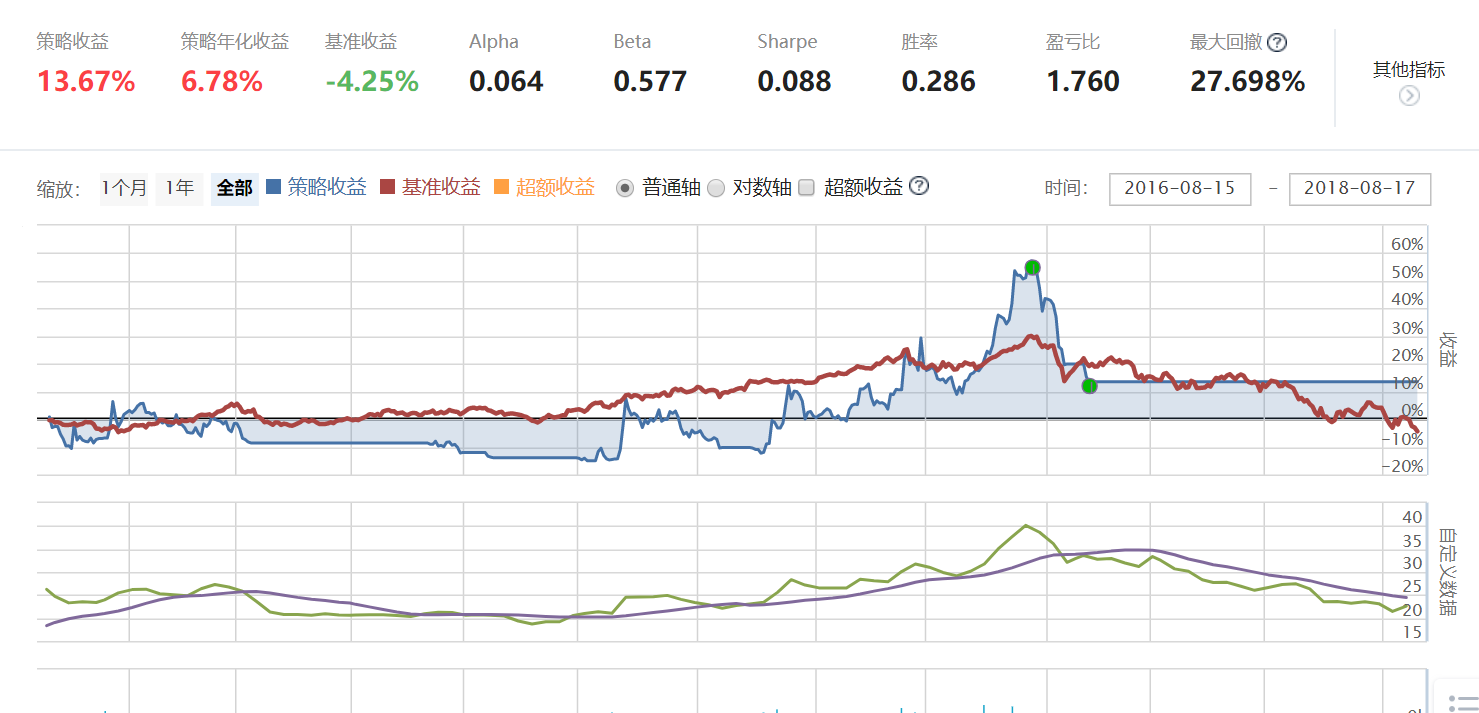 策略收益 策略年化收益 基准收益 Alpha Beta Sharpe 胜率 盈亏比 最大回撤 ?
13.67% 6.78% -4.25% 0.064 0.577 0.088 0.286 1.760 27.698%
其他指标
缩放: 1个月 1年 全部 策略收益 基准收益 超额收益 普通轴 对数轴 超额收益 ? 时间: 2016-08-15 - 2018-08-17
60%
50%
40%
30%
20%
10%
0%
-10%
-20%
收益
40
35
30
25
20
15
自定义数据